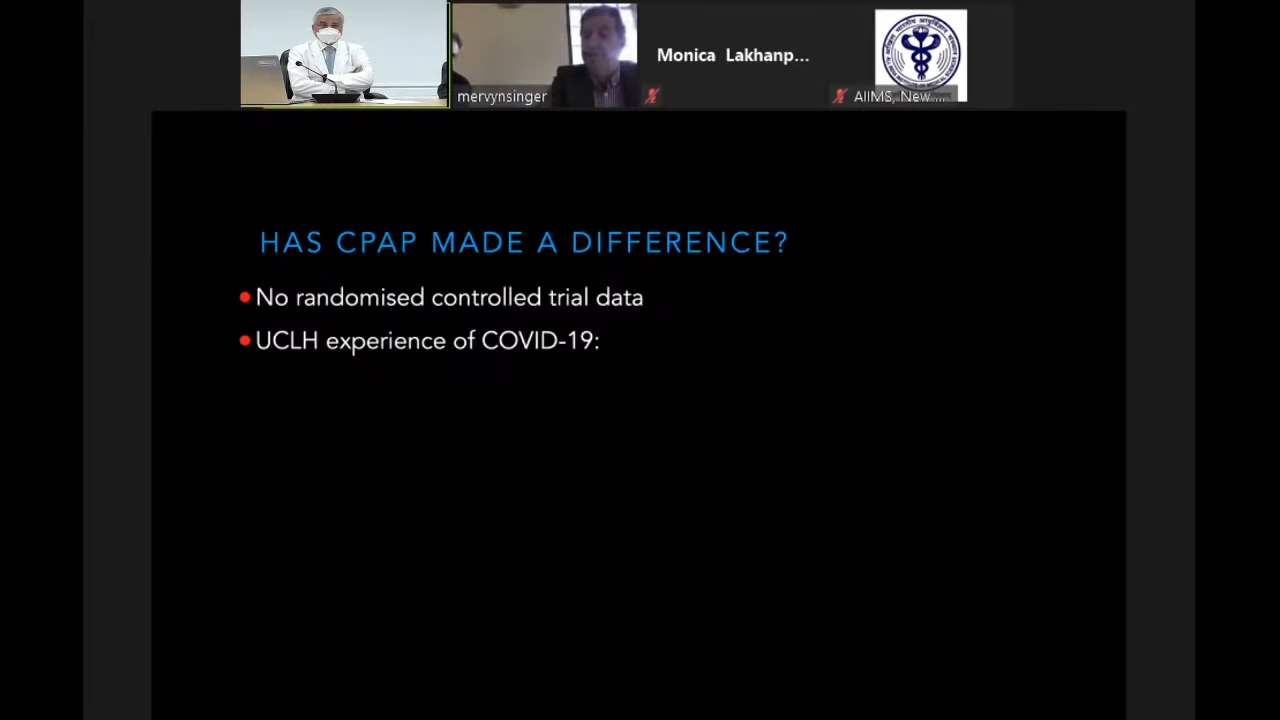 mervynsinger
Monica Lakhanp...
AIIMS, New ...
HAS CPAP MADE A DIFFERENCE?
No randomised controlled trial data
UCLH experience of COVID-19: